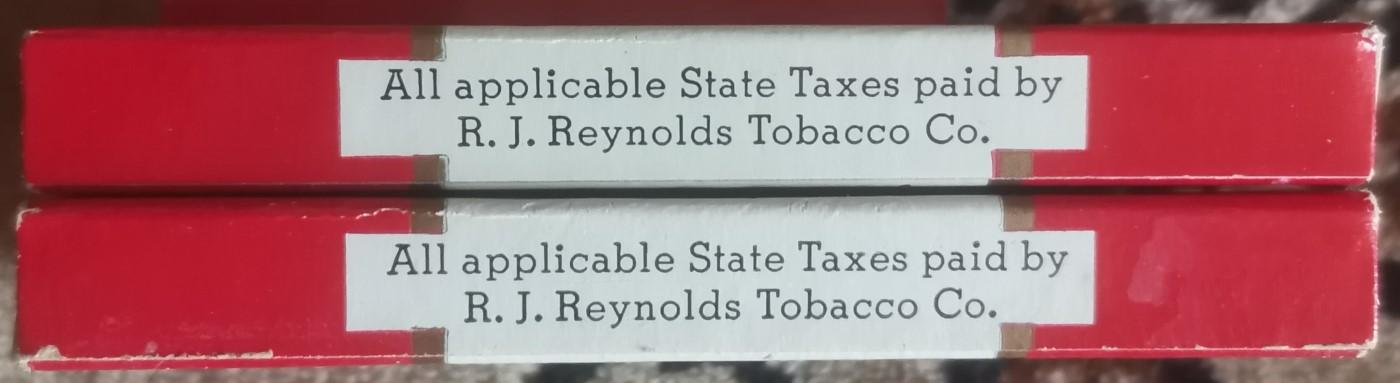 All applicable State Taxes paid by
R. J. Reynolds Tobacco Co.
All applicable State Taxes paid by
R. J. Reynolds Tobacco Co.